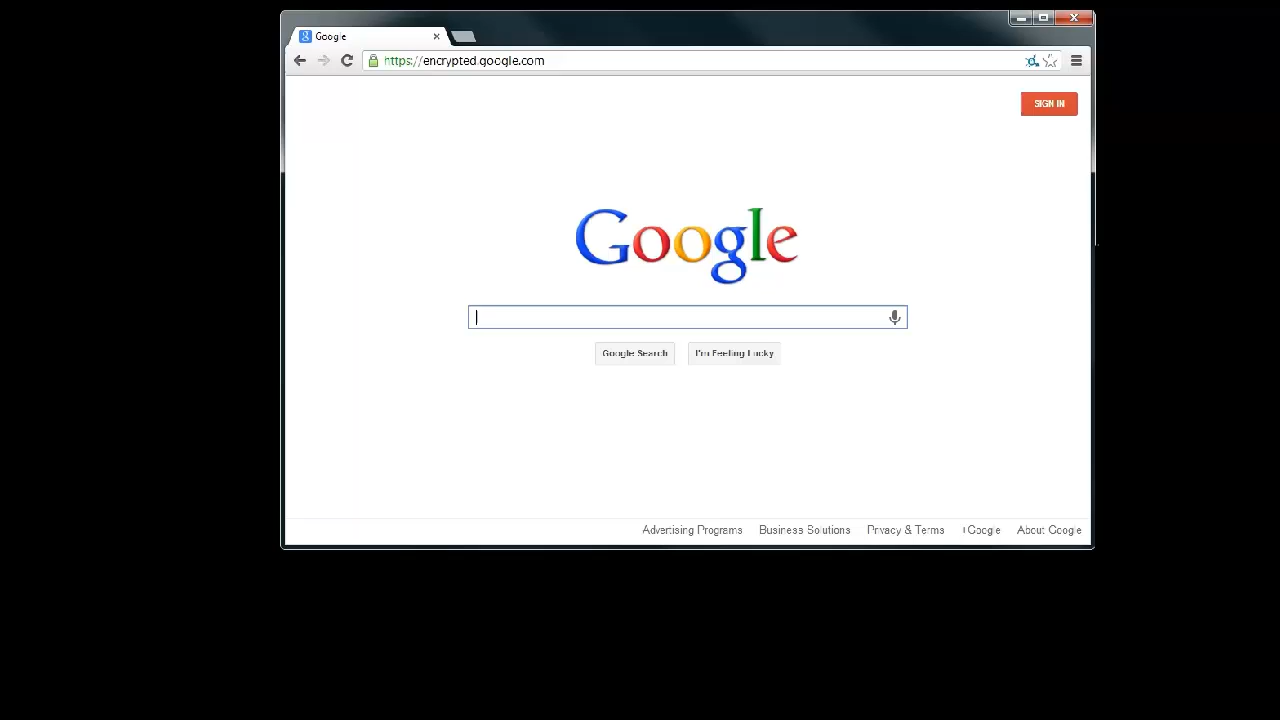 Google
https://encrypted.google.com
SIGN IN
Google
Google Search I'm Feeling Lucky
Advertising Programs Business Solutions Privacy & Terms +Google About Google